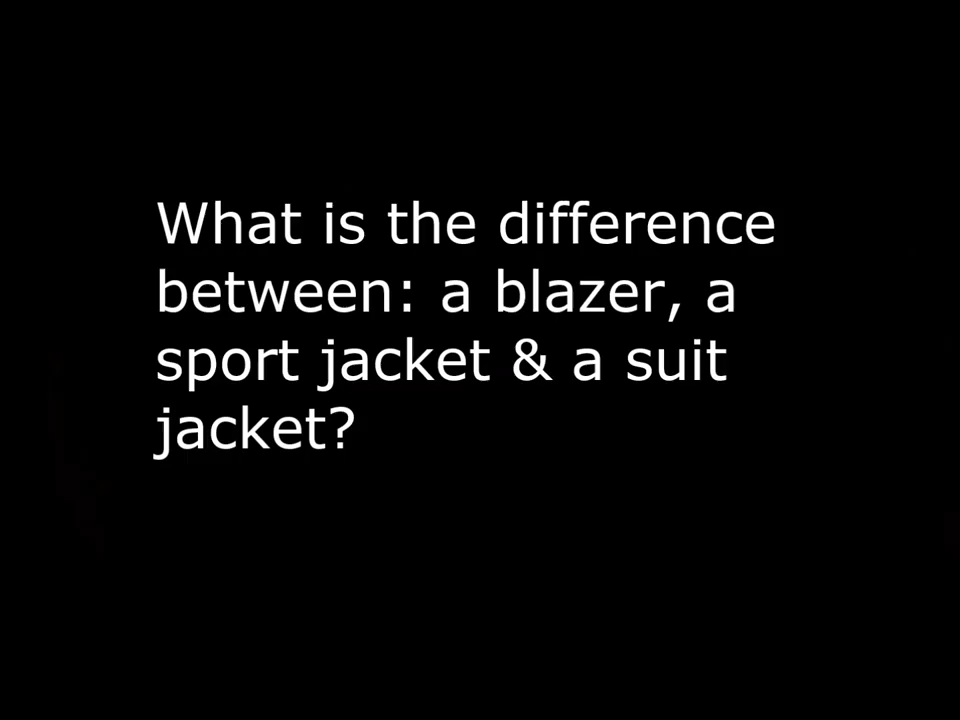 What is the difference
between: a blazer, a
sport jacket & a suit
jacket?